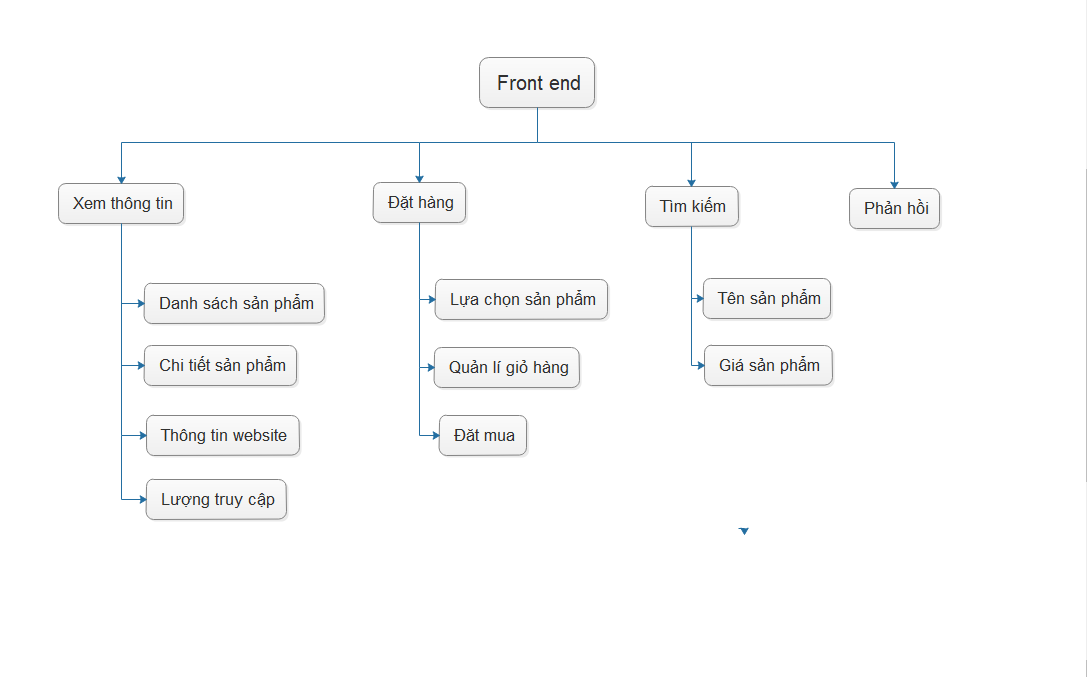 Front end
Xem thông tin
Đặt hàng
Tìm kiếm
Phản hồi
Danh sách sản phẩm
Chi tiết sản phẩm
Thông tin website
Lượng truy cập
Lựa chọn sản phẩm
Quản lí giỏ hàng
Đăt mua
Tên sản phẩm
Giá sản phẩm